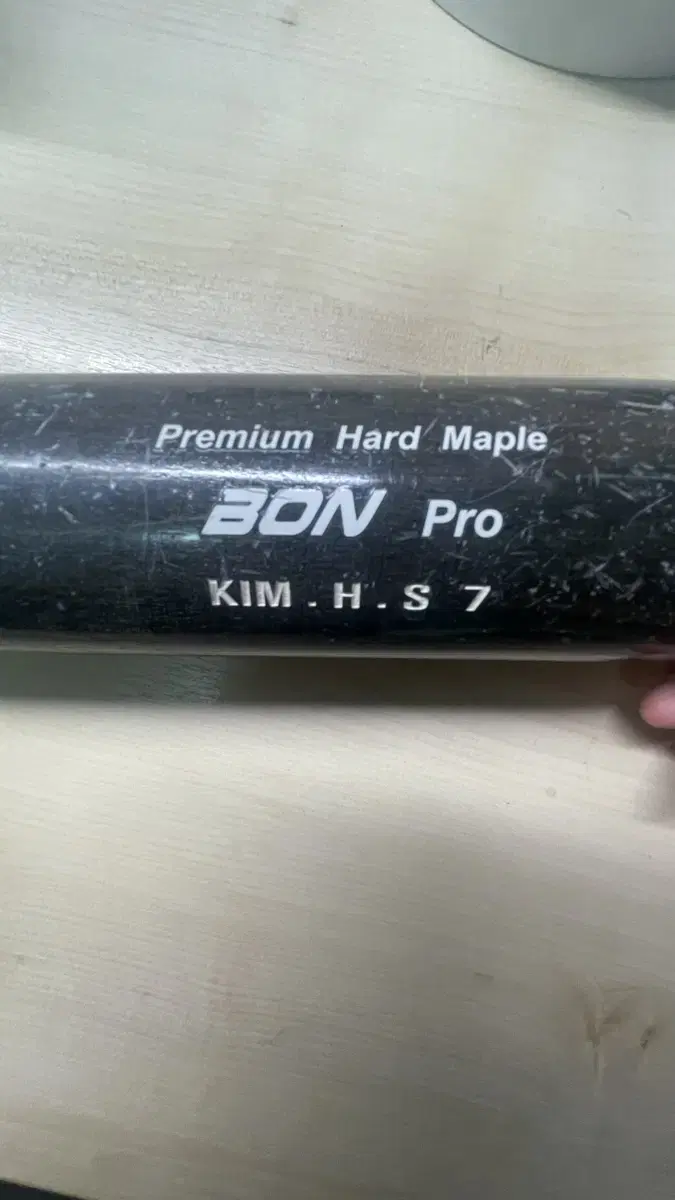 Premium Hard Maple
BON Pro
KIM . H . S 7